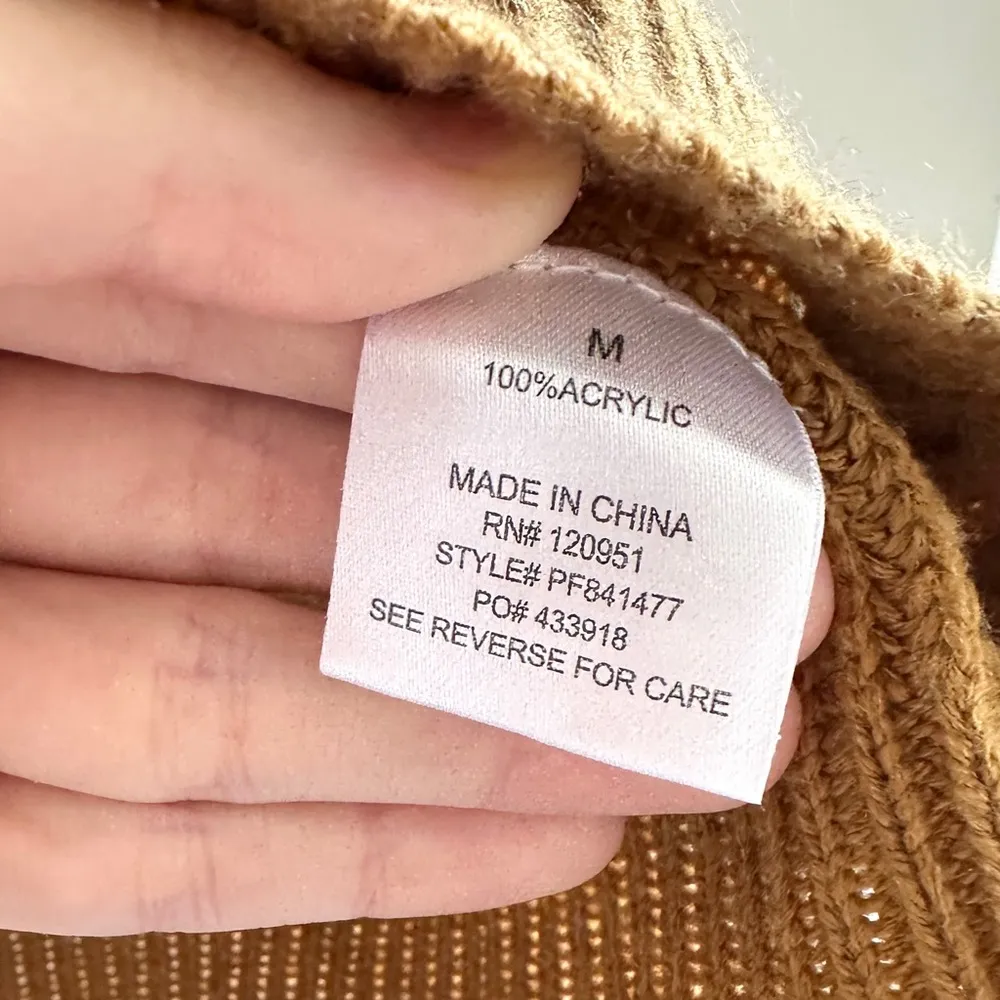 M
100%ACRYLIC
MADE IN CHINA
RN# 120951
STYLE# PF841477
PO# 433918
SEE REVERSE FOR CARE